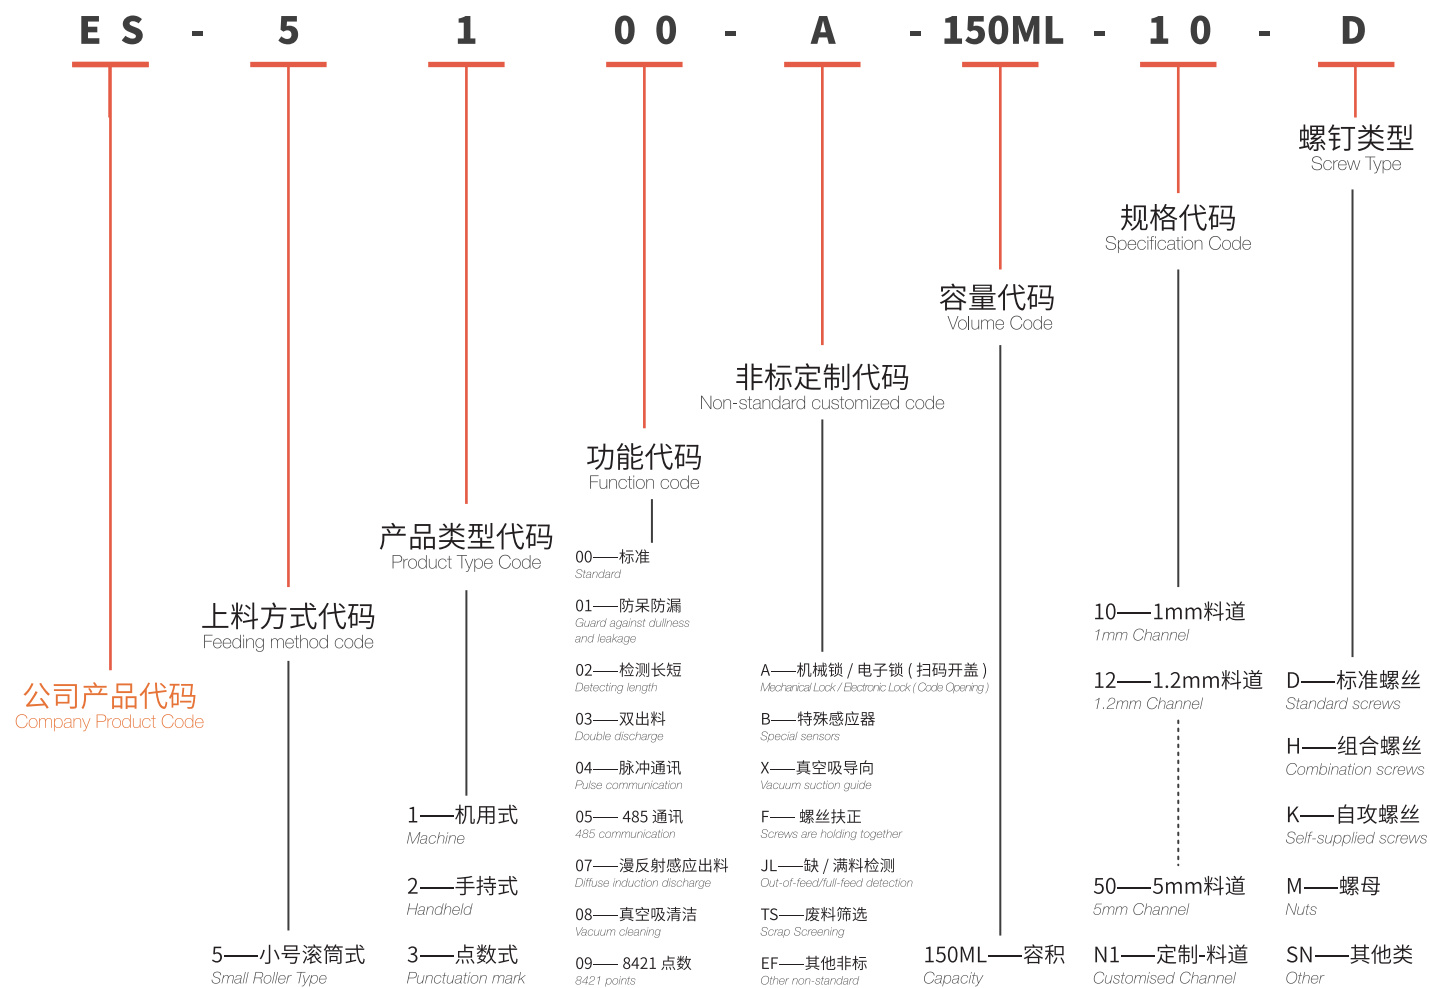 ES - 5 1 00 - A - 150ML - 10 - D
螺钉类型
Screw Type
规格代码
Specification Code
容量代码
Volume Code
非标定制代码
Non-standard customized code
功能代码
Function code
产品类型代码
Product Type Code
上料方式代码
Feeding method code
公司产品代码
Company Product Code
5——小号滚筒式
Small Roller Type
1——机用式
Machine
2——手持式
Handheld
3——点数式
Punctuation mark
00——标准
Standard
01——防呆防漏
Guard against dullness
and leakage
02——检测长短
Detecting length
03——双出料
Double discharge
04——脉冲通讯
Pulse communication
05—— 485 通讯
485 communication
07——漫反射感应出料
Diffuse induction discharge
08——真空吸清洁
Vacuum cleaning
09—— 8421 点数
8421 points
A——机械锁 / 电子锁 ( 扫码开盖 )
Mechanical Lock / Electronic Lock ( Code Opening )
B——特殊感应器
Special sensors
X——真空吸导向
Vacuum suction guide
F—— 螺丝扶正
Screws are holding together
JL——缺 / 满料检测
Out-of-feed/full-feed detection
TS——废料筛选
Scrap Screening
EF——其他非标
Other non-standard
150ML——容积
Capacity
10——1mm料道
1mm Channel
12——1.2mm料道
1.2mm Channel
50——5mm料道
5mm Channel
N1——定制-料道
Customised Channel
D——标准螺丝
Standard screws
H——组合螺丝
Combination screws
K——自攻螺丝
Self-supplied screws
M——螺母
Nuts
SN——其他类
Other